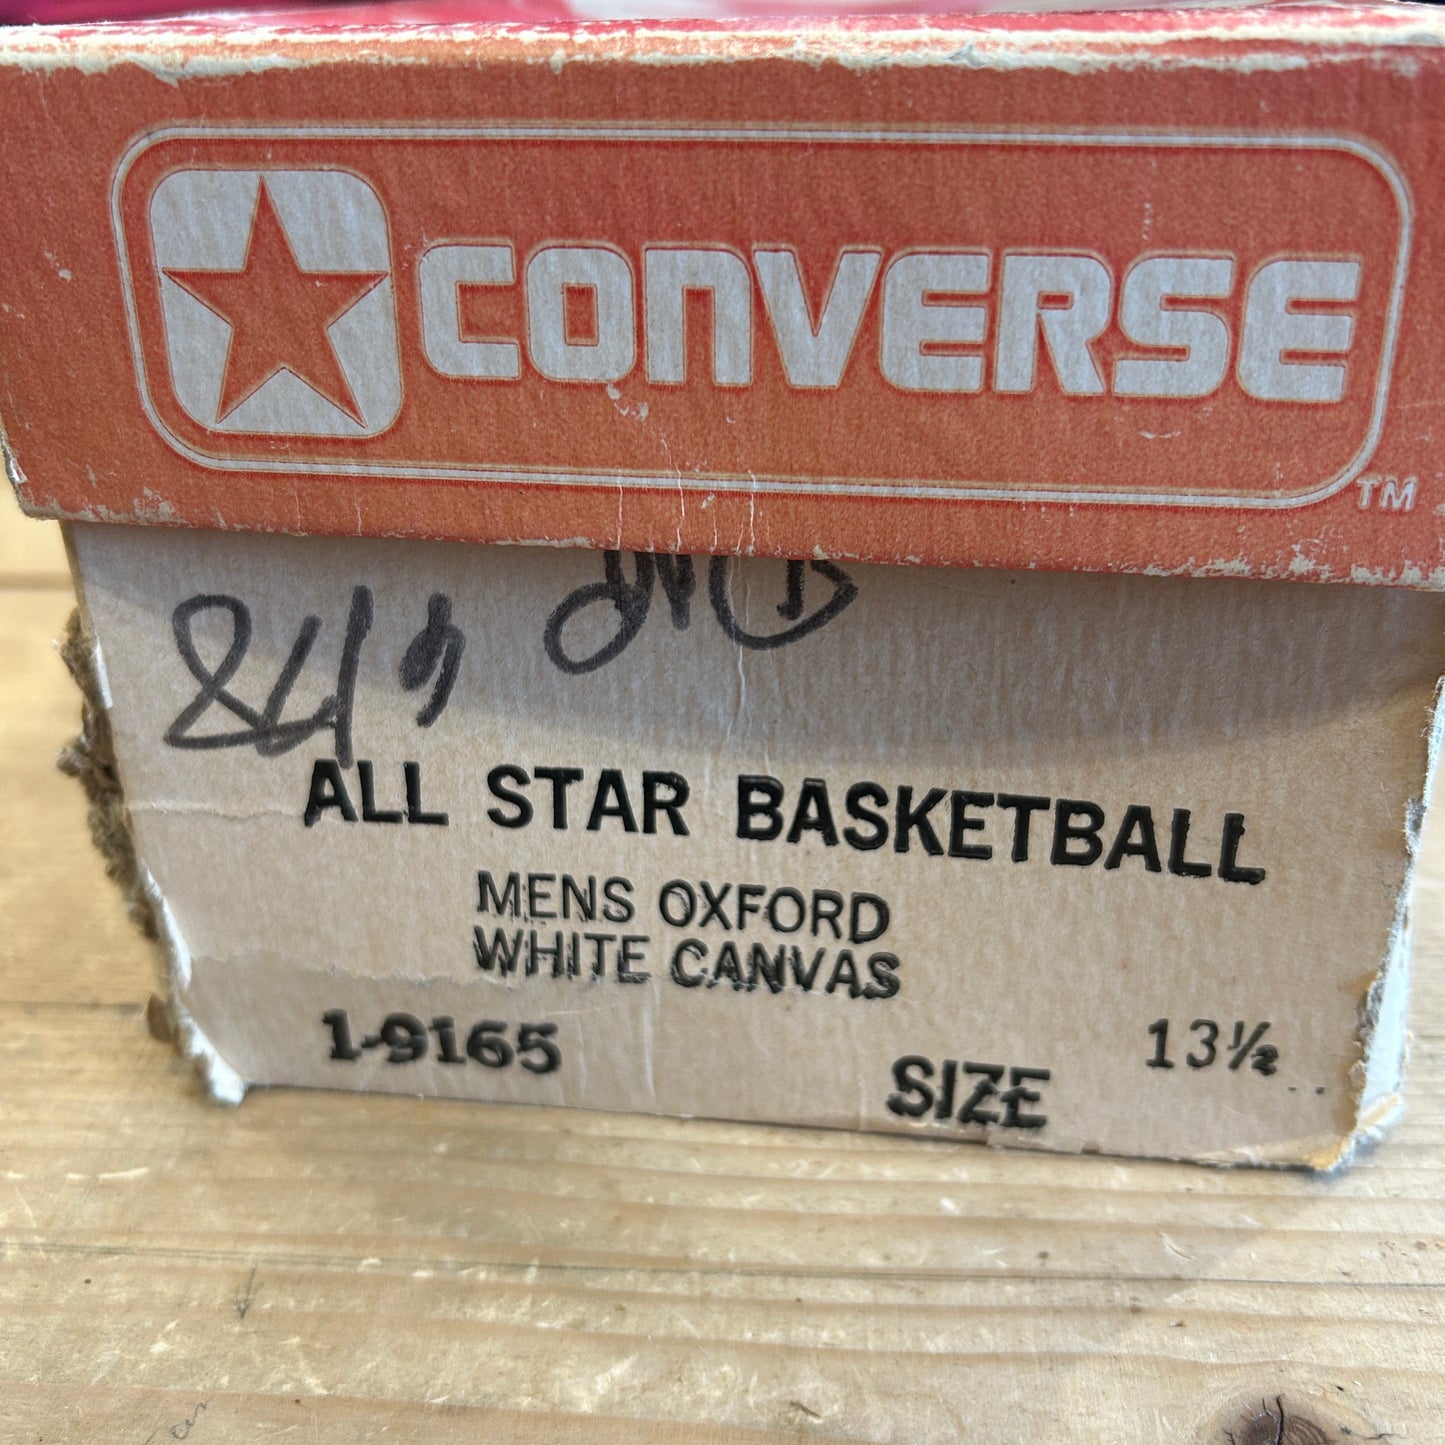 CONVERSE
TM
ALL STAR BASKETBALL
MENS OXFORD
WHITE CANVAS
1-9165
SIZE 13½